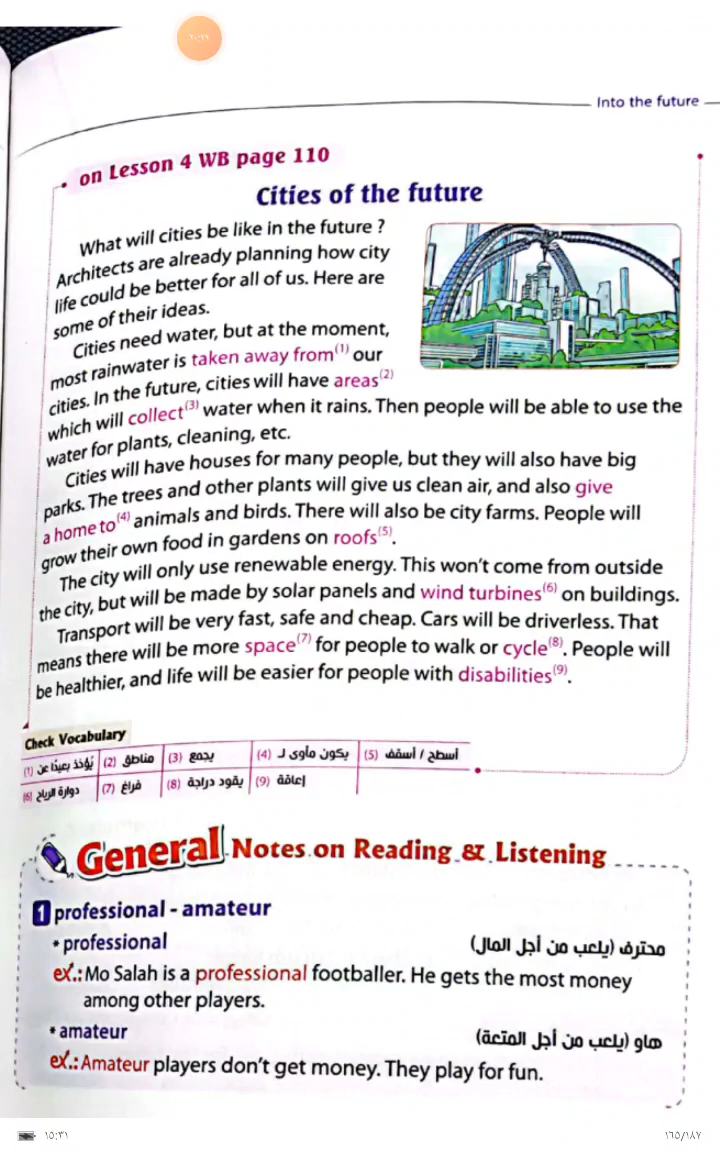 ١٠:٢٩
Into the future
on Lesson 4 WB page 110
Cities of the future
What will cities be like in the future ?
Architects are already planning how city
life could be better for all of us. Here are
some of their ideas.
Cities need water, but at the moment,
most rainwater is taken away from(1) our
cities. In the future, cities will have areas(2)
which will collect(3) water when it rains. Then people will be able to use the
water for plants, cleaning, etc.
Cities will have houses for many people, but they will also have big
parks. The trees and other plants will give us clean air, and also give
a home to(4) animals and birds. There will also be city farms. People will
grow their own food in gardens on roofs(5).
The city will only use renewable energy. This won't come from outside
the city, but will be made by solar panels and wind turbines(6) on buildings.
Transport will be very fast, safe and cheap. Cars will be driverless. That
means there will be more space(7) for people to walk or cycle(8). People will
be healthier, and life will be easier for people with disabilities(9).
Check Vocabulary
(1) يُؤخذ بعيدًا عن (2) مناطق (3) يجمع (4) يكون مأوى لـ (5) أسطح / أسقف
(6) دوارة الرياح (7) فراغ (8) يقود دراجة (9) إعاقة
General Notes on Reading & Listening
1 professional - amateur
* professional محترف (يلعب من أجل المال)
ex.: Mo Salah is a professional footballer. He gets the most money
among other players.
* amateur هاو (يلعب من أجل المتعة)
ex.: Amateur players don't get money. They play for fun.
١٥:٣١ ١٦٥/١٨٧